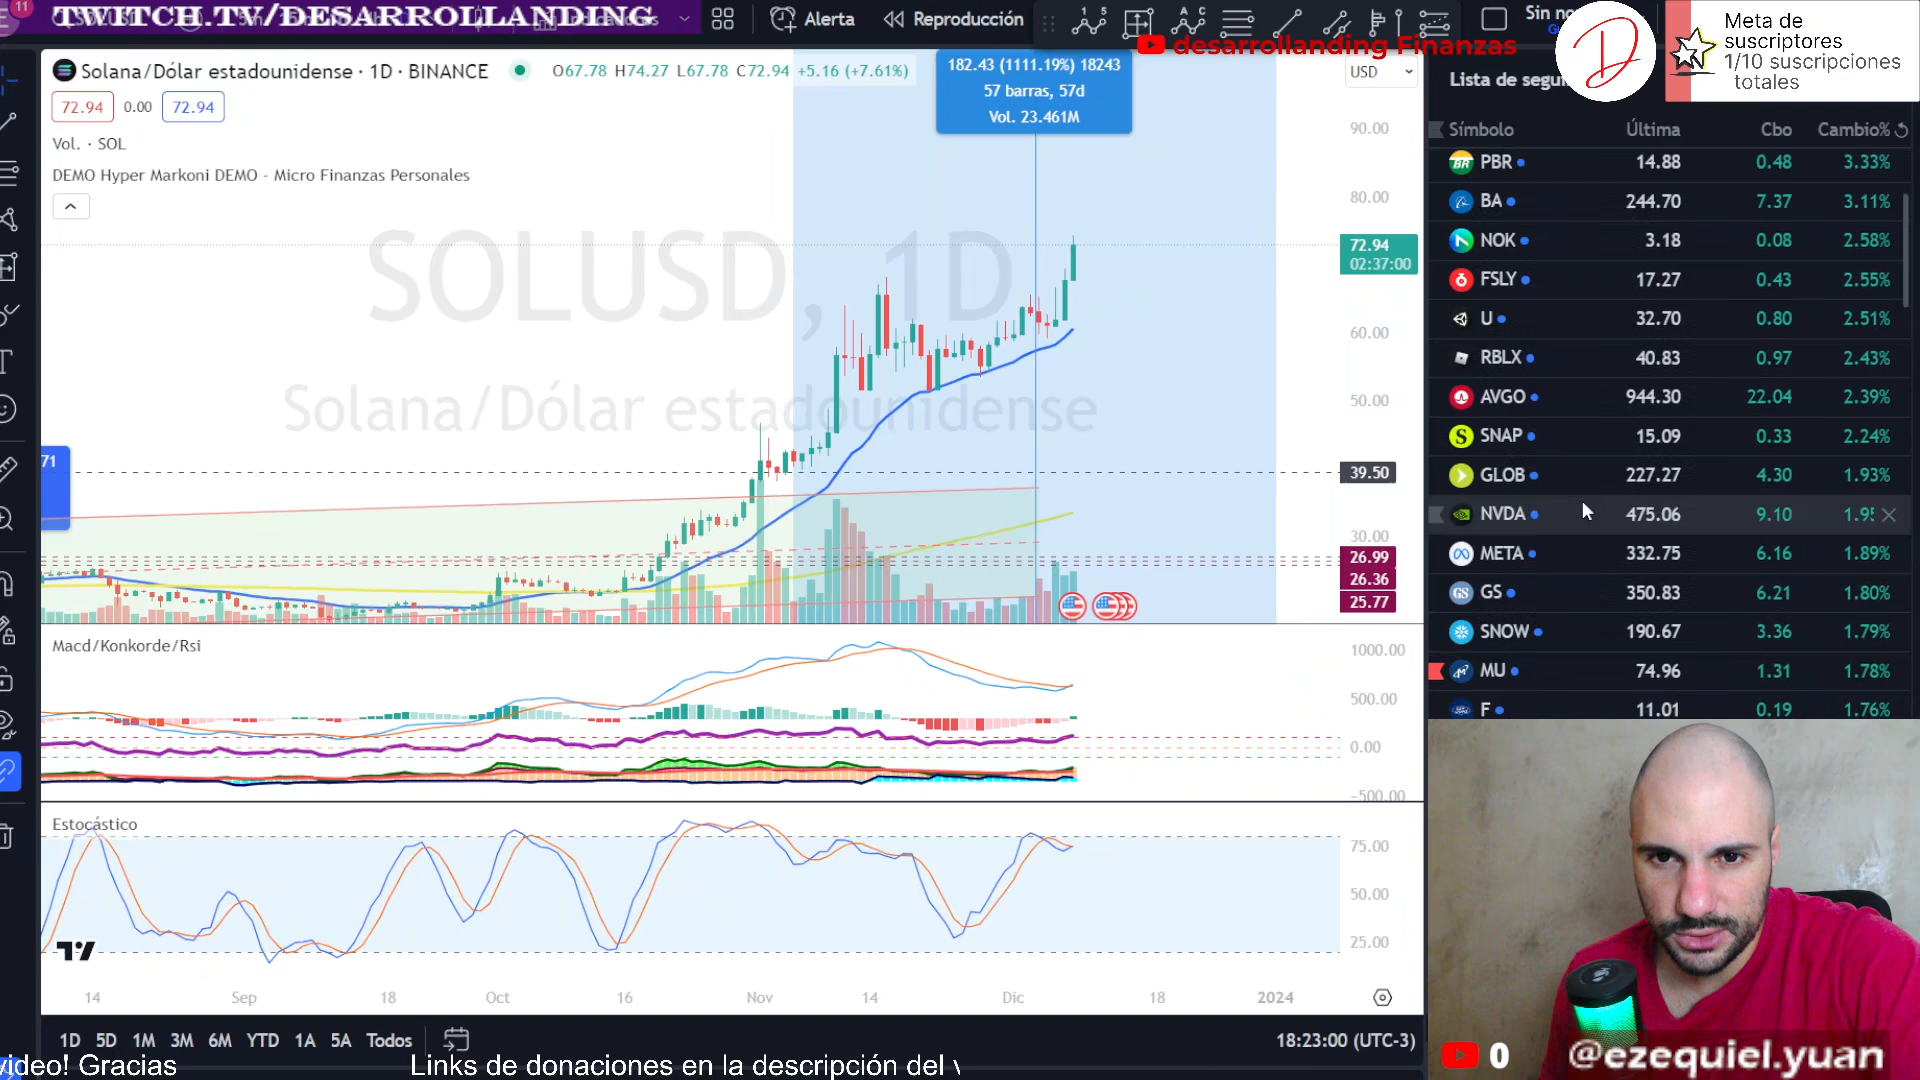 11
TWITCH.TV/DESARROLLANDING
Alerta
Reproducción
Sin
desarrollanding Finanzas
Meta de
suscriptores
1/10 suscripciones
totales
Solana/Dólar estadounidense · 1D · BINANCE
O67.78 H74.27 L67.78 C72.94 +5.16 (+7.61%)
72.94 0.00 72.94
Vol. · SOL
DEMO Hyper Markoni DEMO - Micro Finanzas Personales
182.43 (1111.19%) 18243
57 barras, 57d
Vol. 23.461M
USD
SOLUSD, 1D
Solana/Dólar estadounidense
90.00
80.00
72.94
02:37:00
60.00
50.00
39.50
30.00
26.99
26.36
25.77
71
Macd/Konkorde/Rsi
1000.00
500.00
0.00
-500.00
Estocástico
75.00
50.00
25.00
14 Sep 18 Oct 16 Nov 14 Dic 18 2024
1D 5D 1M 3M 6M YTD 1A 5A Todos
18:23:00 (UTC-3)
Lista de segui
Símbolo Última Cbo Cambio%
PBR 14.88 0.48 3.33%
BA 244.70 7.37 3.11%
NOK 3.18 0.08 2.58%
FSLY 17.27 0.43 2.55%
U 32.70 0.80 2.51%
RBLX 40.83 0.97 2.43%
AVGO 944.30 22.04 2.39%
SNAP 15.09 0.33 2.24%
GLOB 227.27 4.30 1.93%
NVDA 475.06 9.10 1.95
META 332.75 6.16 1.89%
GS 350.83 6.21 1.80%
SNOW 190.67 3.36 1.79%
MU 74.96 1.31 1.78%
F 11.01 0.19 1.76%
video! Gracias
Links de donaciones en la descripción del v
0 @ezequiel.yuan